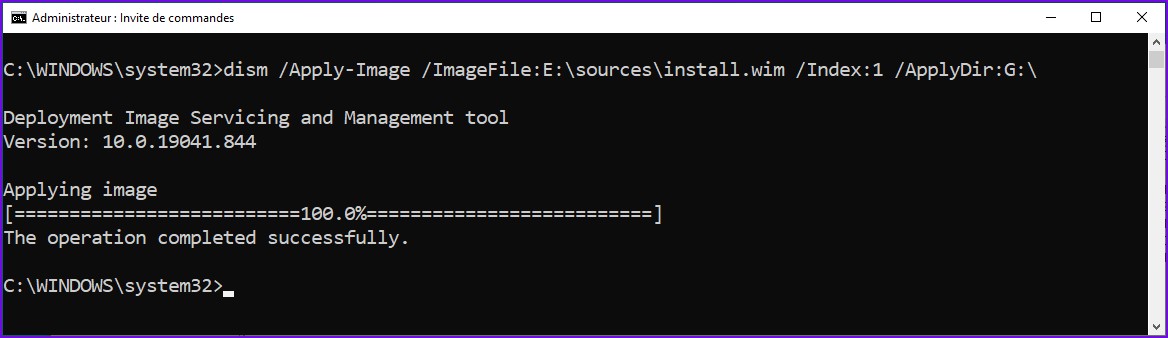 Administrateur : Invite de commandes
C:\WINDOWS\system32>dism /Apply-Image /ImageFile:E:\sources\install.wim /Index:1 /ApplyDir:G:\
Deployment Image Servicing and Management tool
Version: 10.0.19041.844
Applying image
[==========================100.0%==========================]
The operation completed successfully.
C:\WINDOWS\system32>